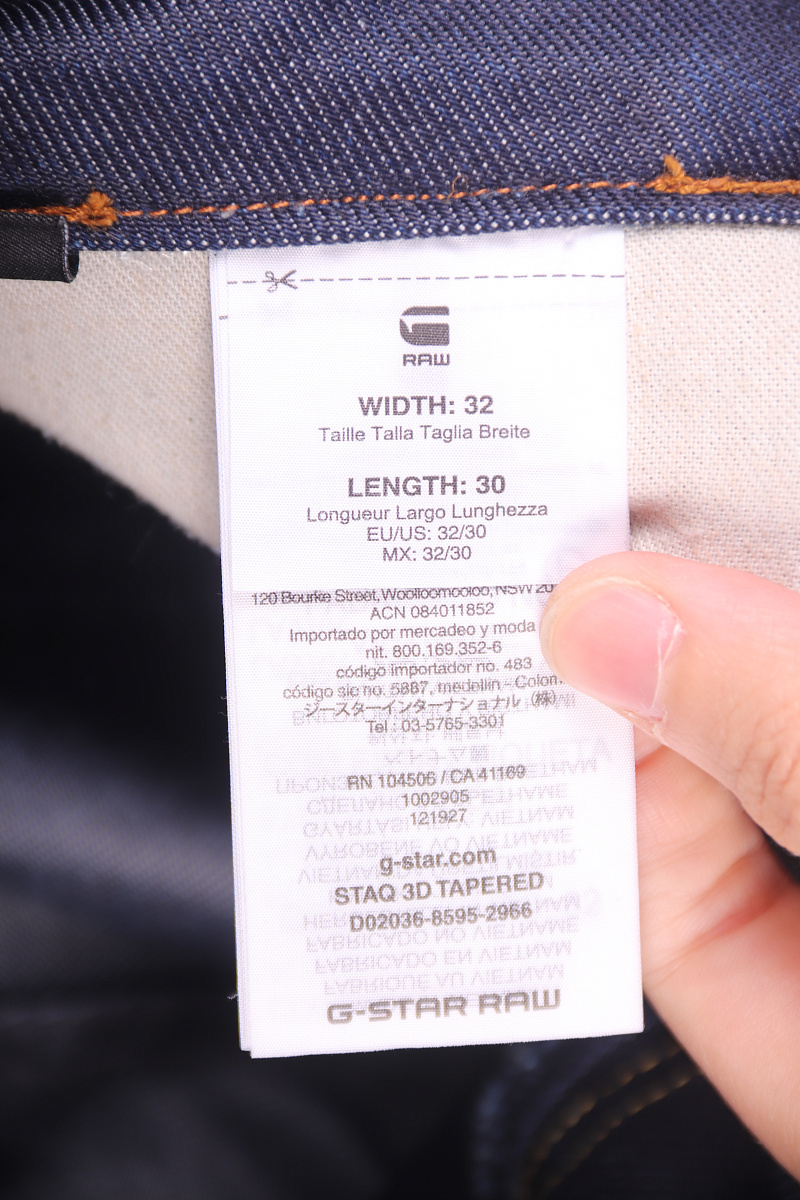 RAW
WIDTH: 32
Taille Talla Taglia Breite
LENGTH: 30
Longueur Largo Lunghezza
EU/US: 32/30
MX: 32/30
120 Bourke Street, Woolloomooloo, NSW 20
ACN 084011852
Importado por mercadeo y moda
nit. 800.169.352-6
código importador no. 483
código sic no. 5887, medellin - Colom
ジースターインターナショナル (株)
Tel : 03-5765-3301
RN 104506 / CA 41169
1002905
121927
g-star.com
STAQ 3D TAPERED
D02036-8595-2966
G-STAR RAW